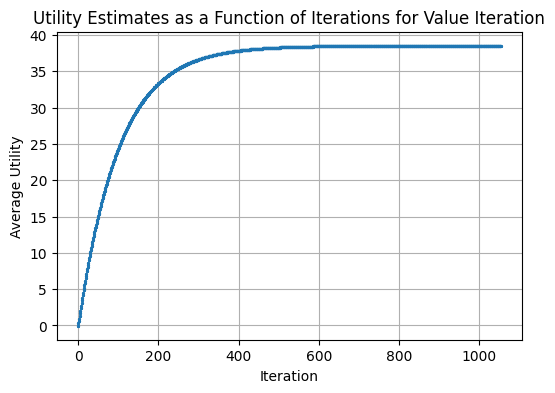 Utility Estimates as a Function of Iterations for Value Iteration
40
35
30
25
20
15
10
5
0
Average Utility
0 200 400 600 800 1000
Iteration